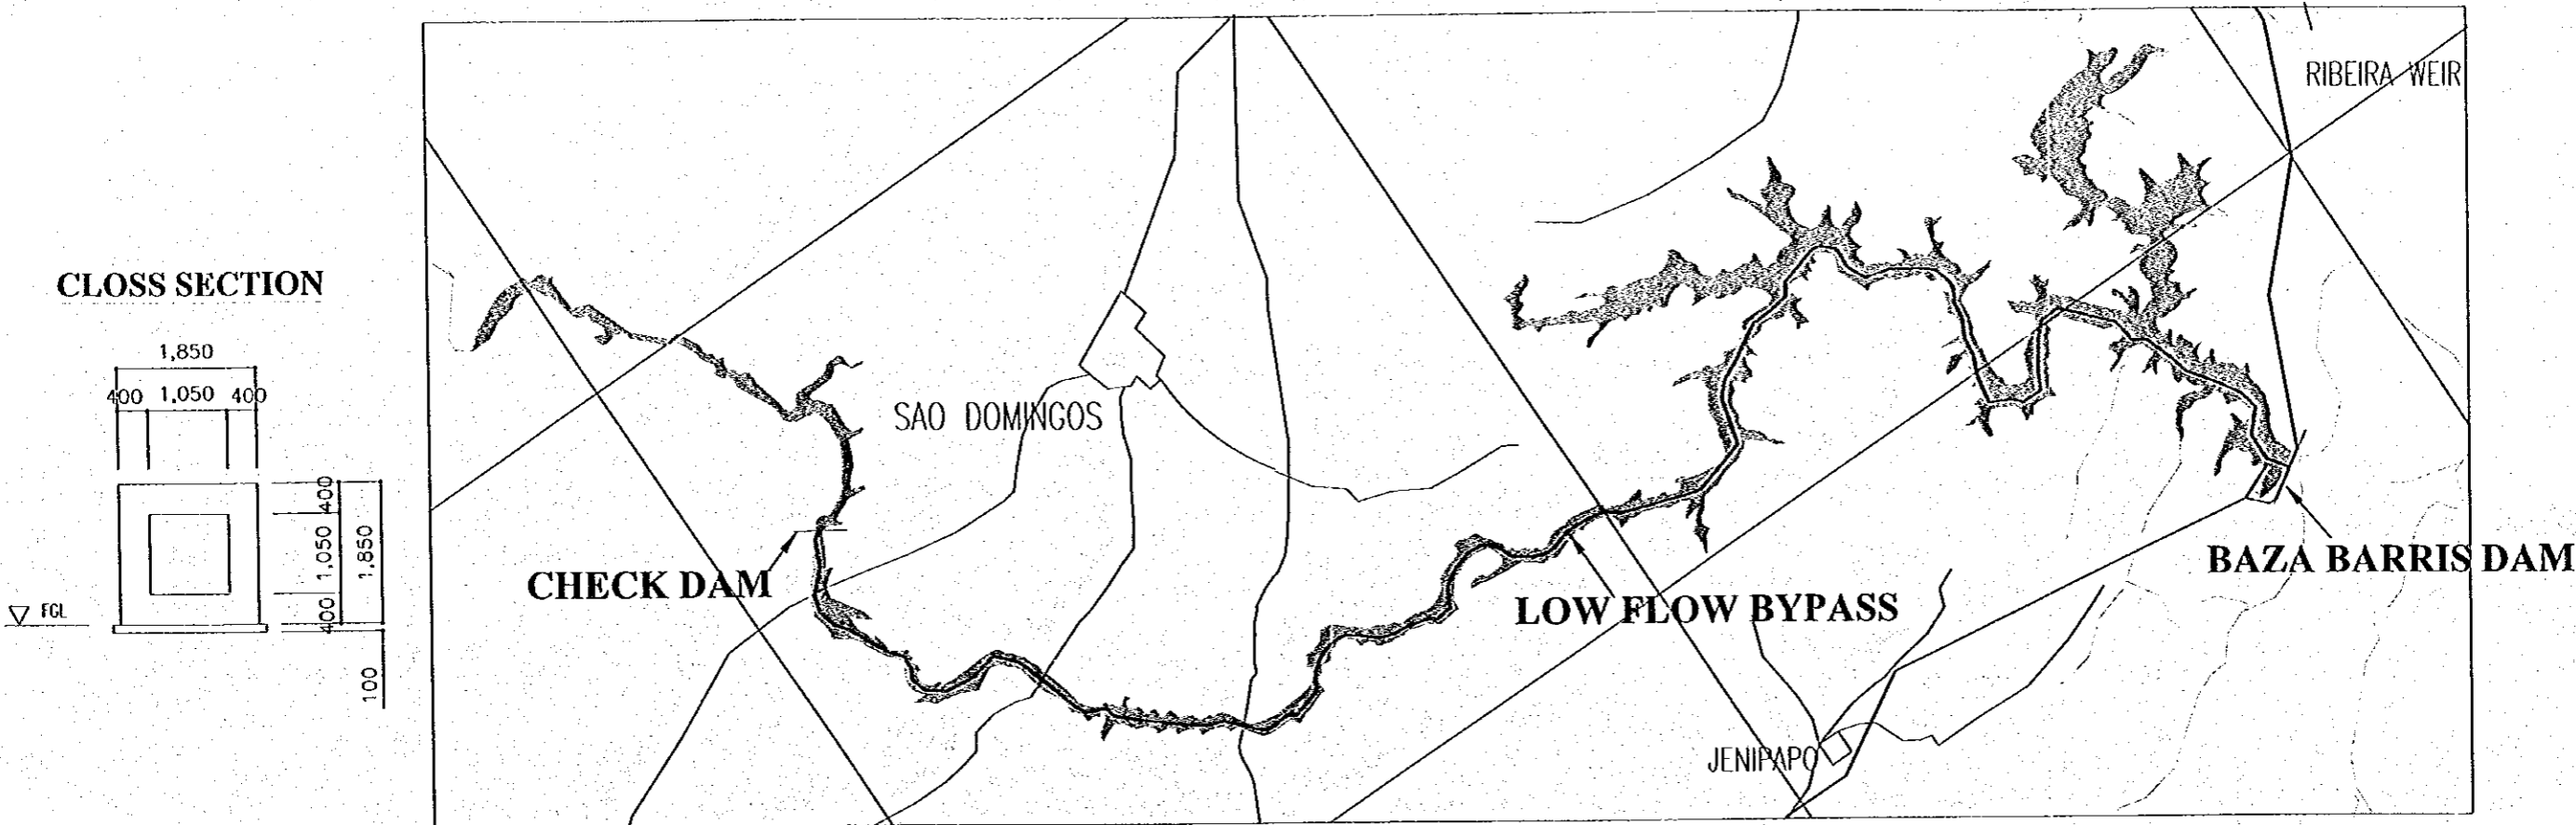 CLOSS SECTION
1,850
400 1,050 400
400
1,050
400
1,850
100
FGL
RIBEIRA WEIR
SAO DOMINGOS
CHECK DAM
LOW FLOW BYPASS
BAZA BARRIS DAM
JENIPAPO